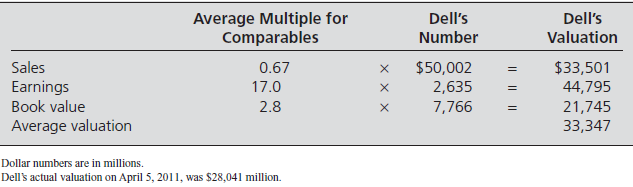 Average Multiple for Dell's Dell's
Comparables Number Valuation
Sales 0.67 × $50,002 = $33,501
Earnings 17.0 × 2,635 = 44,795
Book value 2.8 × 7,766 = 21,745
Average valuation 33,347
Dollar numbers are in millions.
Dell's actual valuation on April 5, 2011, was $28,041 million.